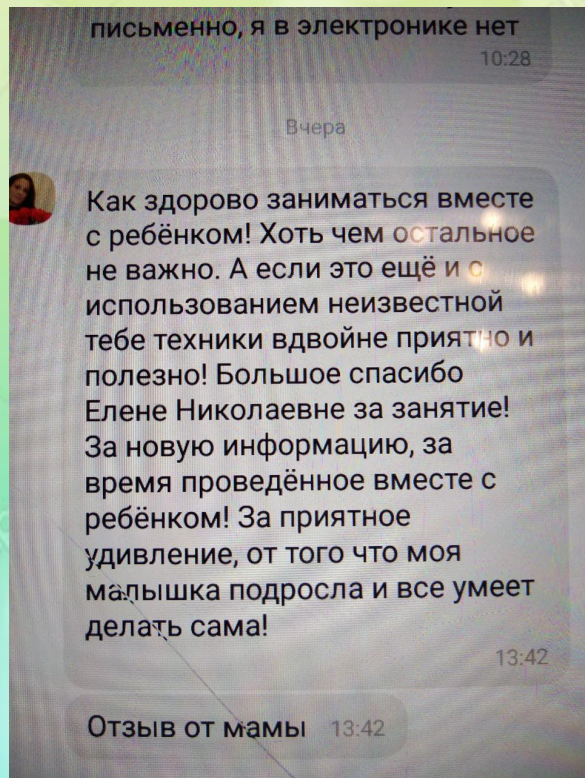 письменно, я в электронике нет
10:28
Вчера
Как здорово заниматься вместе
с ребёнком! Хоть чем остальное
не важно. А если это ещё и с
использованием неизвестной
тебе техники вдвойне приятно и
полезно! Большое спасибо
Елене Николаевне за занятие!
За новую информацию, за
время проведённое вместе с
ребёнком! За приятное
удивление, от того что моя
малышка подросла и все умеет
делать сама!
13:42
Отзыв от мамы 13:42